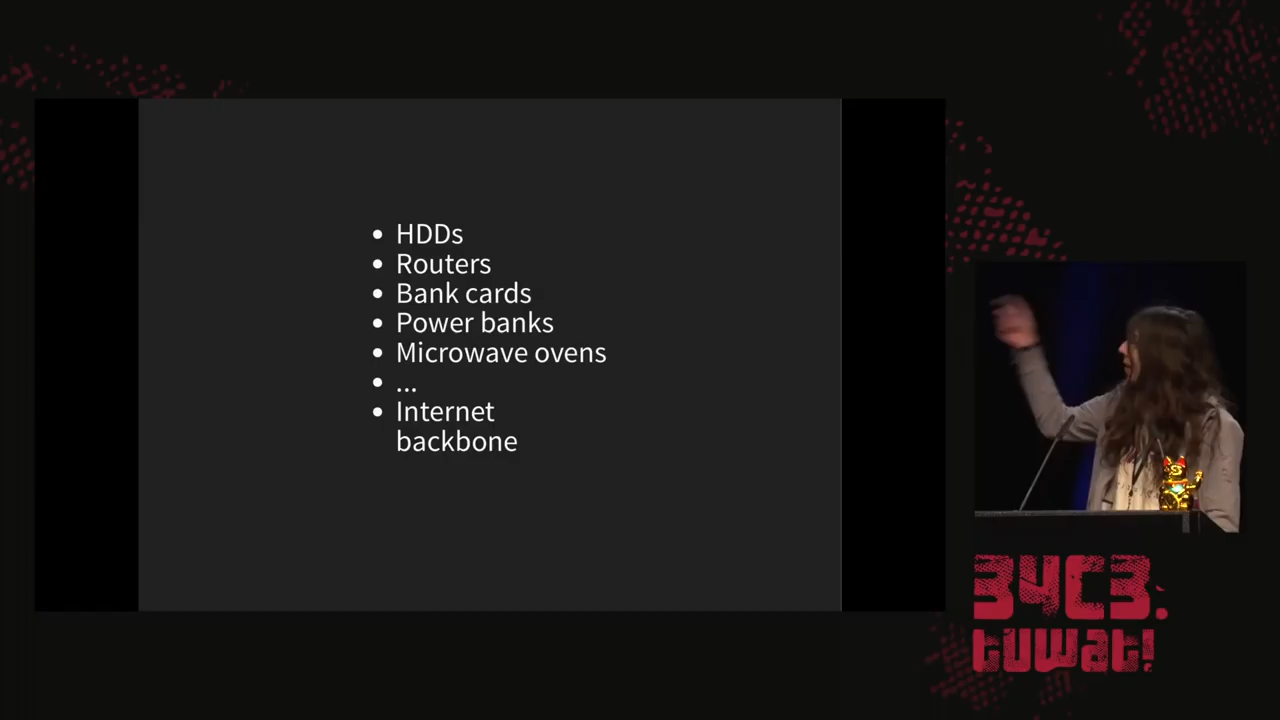 HDDs
Routers
Bank cards
Power banks
Microwave ovens
...
Internet
backbone
34C3.
tuwat!